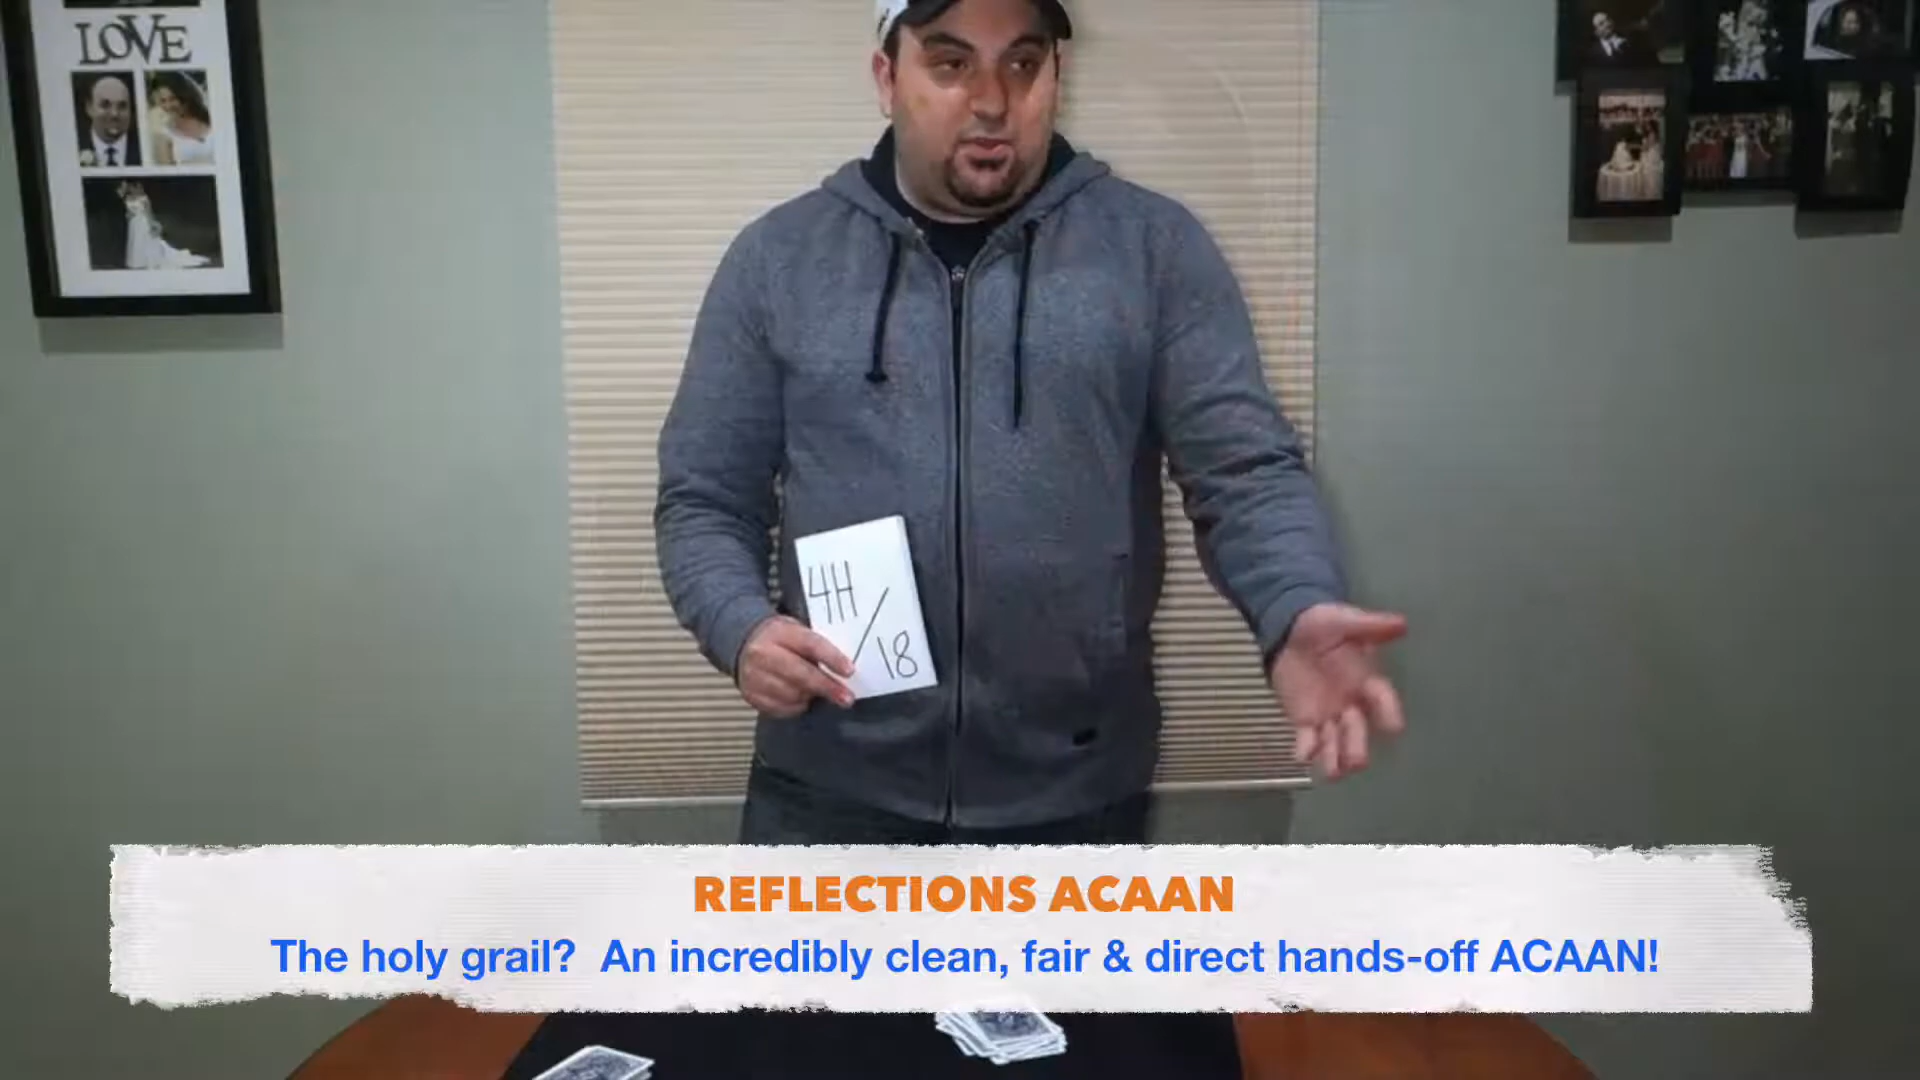 LOVE
4H/18
REFLECTIONS ACAAN
The holy grail? An incredibly clean, fair & direct hands-off ACAAN!